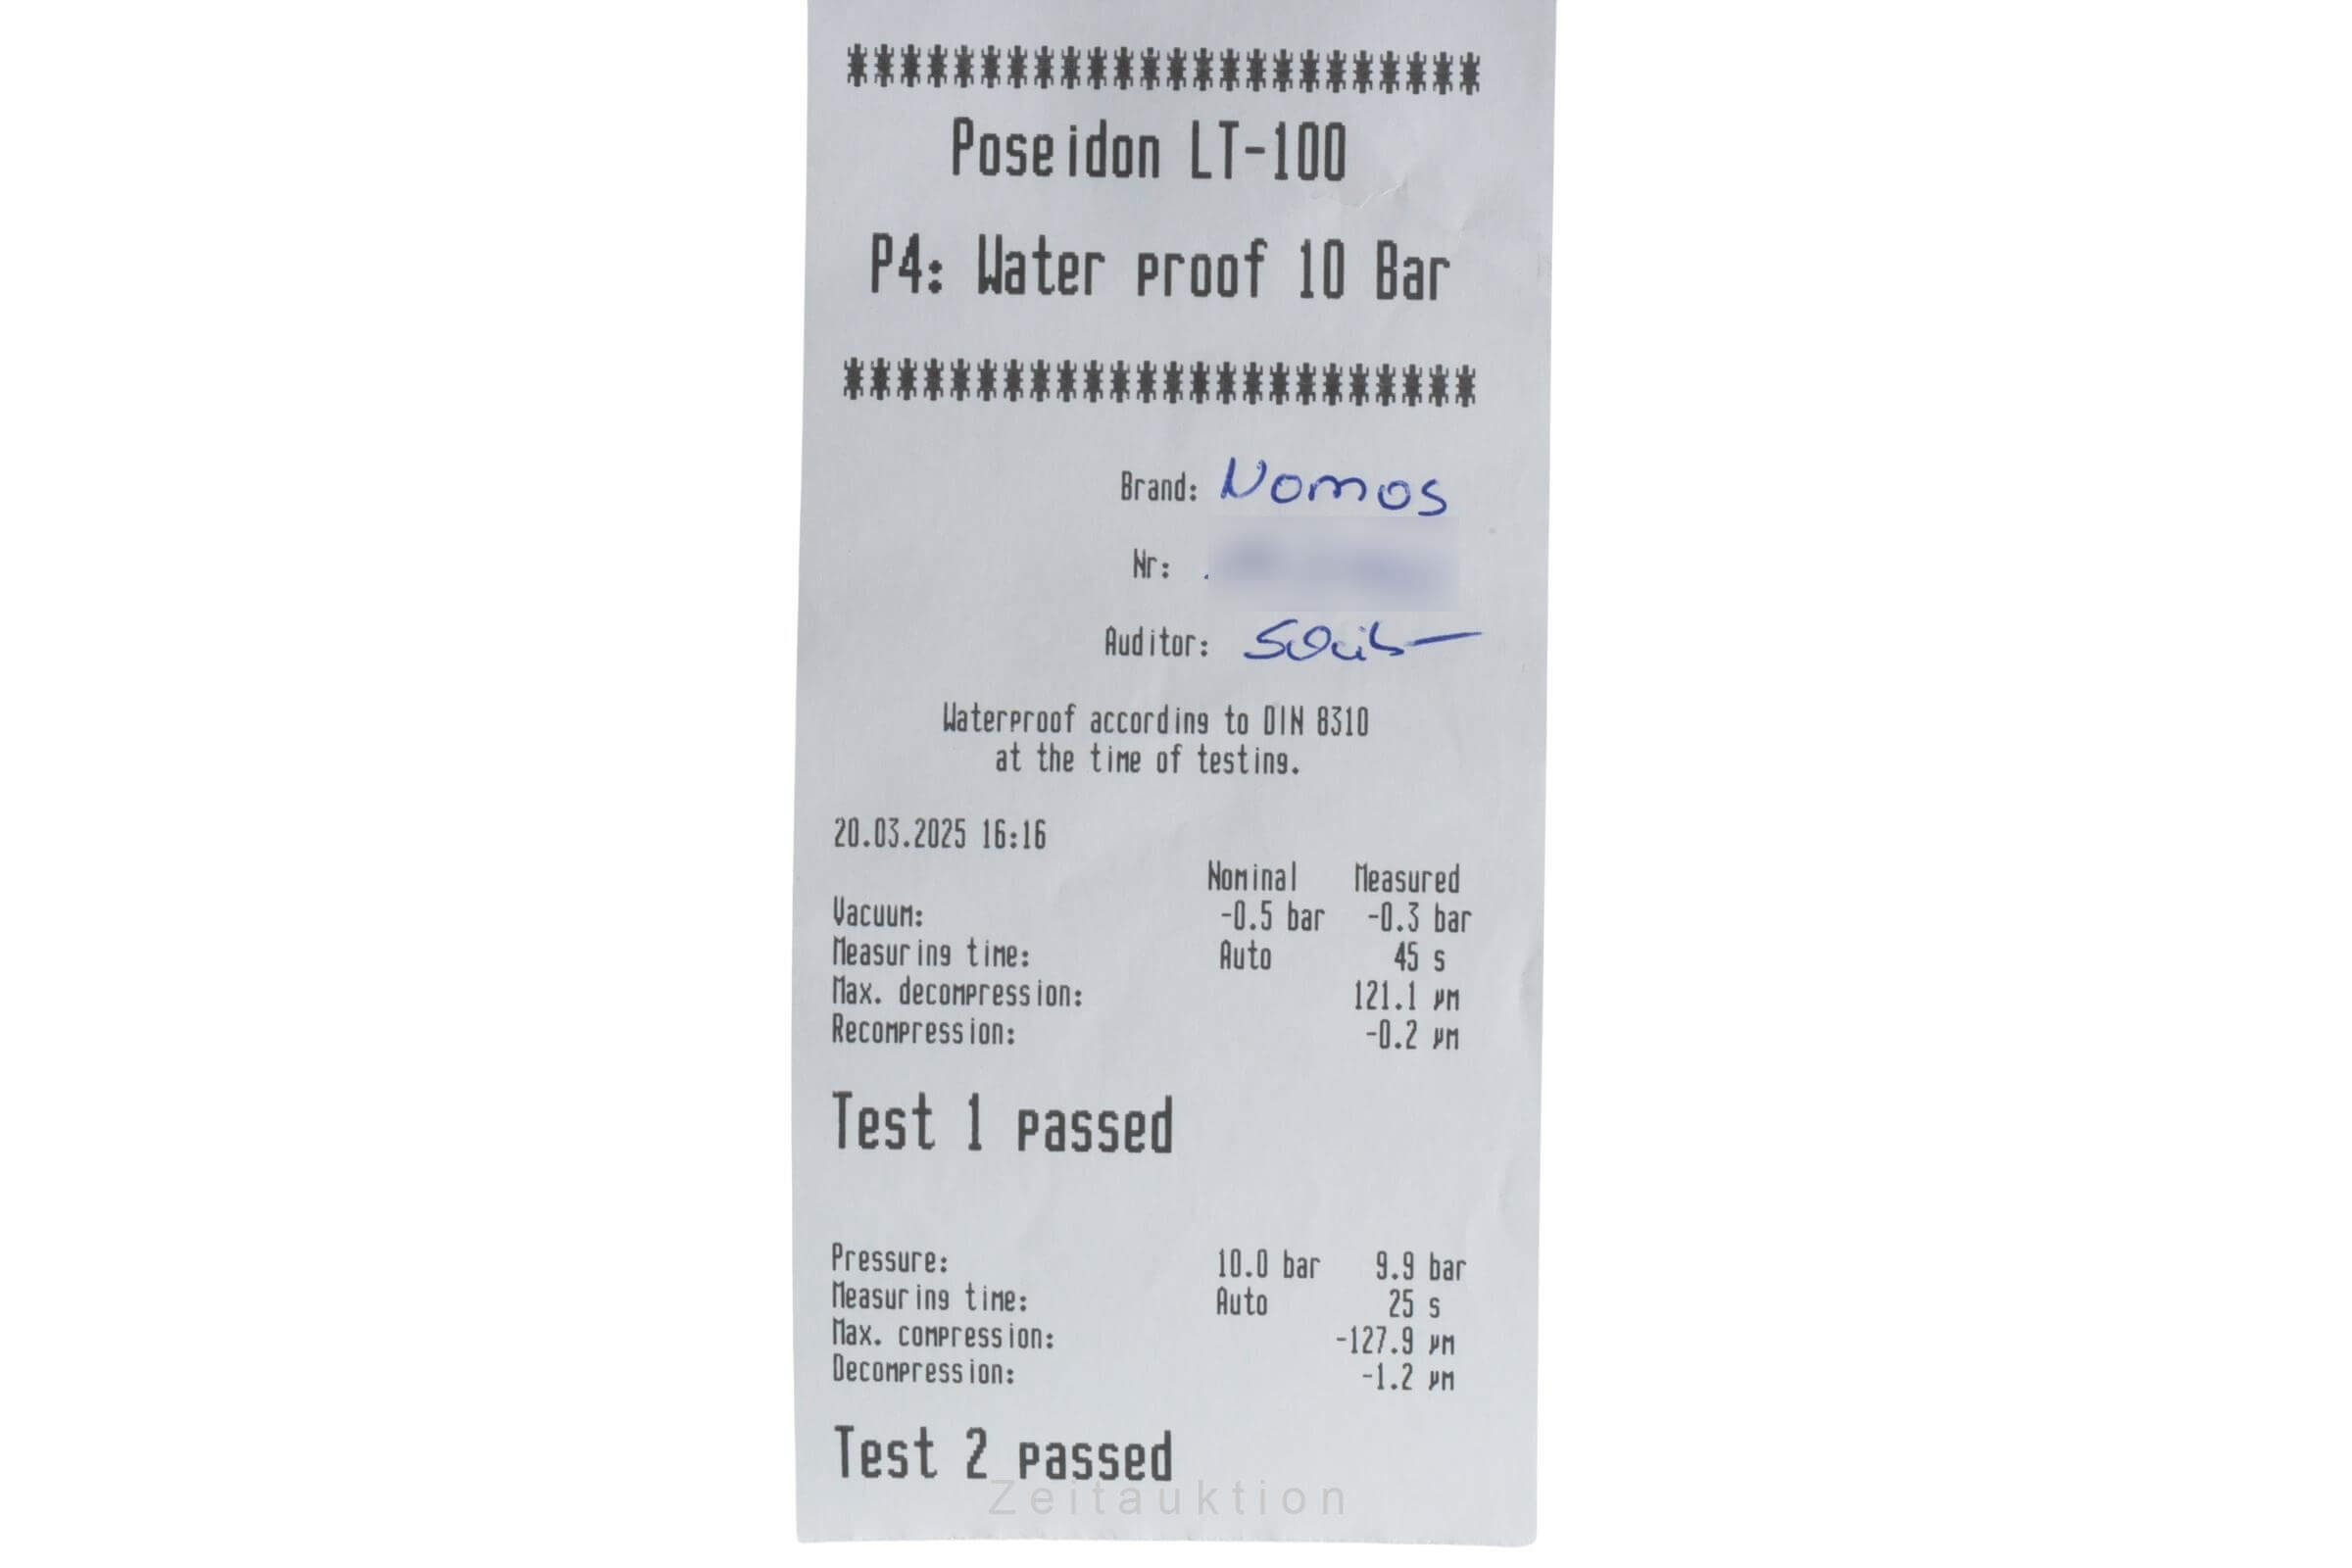 ************************
Poseidon LT-100
P4: Water proof 10 Bar
************************
Brand: Nomos
Nr:
Auditor:
Waterproof according to DIN 8310
at the time of testing.
20.03.2025 16:16
Nominal Measured
Vacuum: -0.5 bar -0.3 bar
Measuring time: Auto 45 s
Max. decompression: 121.1 µm
Recompression: -0.2 µm
Test 1 passed
Pressure: 10.0 bar 9.9 bar
Measuring time: Auto 25 s
Max. compression: -127.9 µm
Decompression: -1.2 µm
Test 2 passed
Zeitauktion